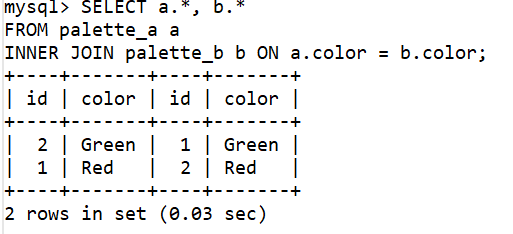 mysql> SELECT a.*, b.*
FROM palette_a a
INNER JOIN palette_b b ON a.color = b.color;
+----+-------+----+-------+
| id | color | id | color |
+----+-------+----+-------+
|  2 | Green |  1 | Green |
|  1 | Red   |  2 | Red   |
+----+-------+----+-------+
2 rows in set (0.03 sec)